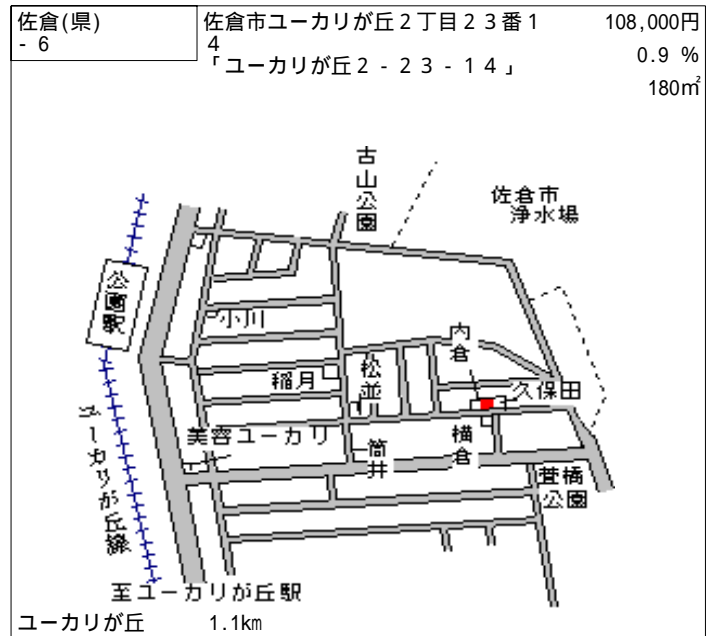 佐倉(県)
- 6
佐倉市ユーカリが丘２丁目２３番１
４
「ユーカリが丘２－２３－１４」
108,000円
0.9 %
180㎡
古山公園
佐倉市
浄水場
公園駅
小川
内倉
稲月
松並
久保田
美容ユーカリ
筒井
横倉
萱橋
公園
ユーカリが丘線
至ユーカリが丘駅
ユーカリが丘
1.1km